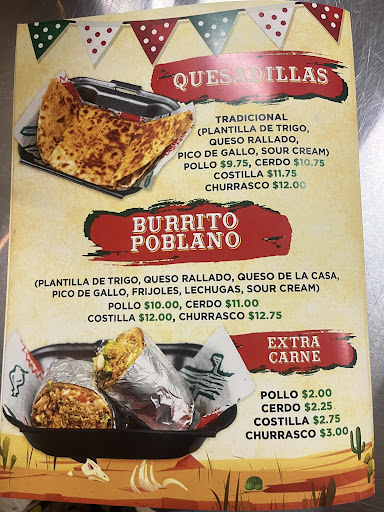 QUESADILLAS
TRADICIONAL
(PLANTILLA DE TRIGO,
QUESO RALLADO,
PICO DE GALLO, SOUR CREAM)
POLLO $9.75, CERDO $10.75
COSTILLA $11.75
CHURRASCO $12.00
BURRITO
POBLANO
(PLANTILLA DE TRIGO, QUESO RALLADO, QUESO DE LA CASA,
PICO DE GALLO, FRIJOLES, LECHUGAS, SOUR CREAM)
POLLO $10.00, CERDO $11.00
COSTILLA $12.00, CHURRASCO $12.75
EXTRA
CARNE
POLLO $2.00
CERDO $2.25
COSTILLA $2.75
CHURRASCO $3.00